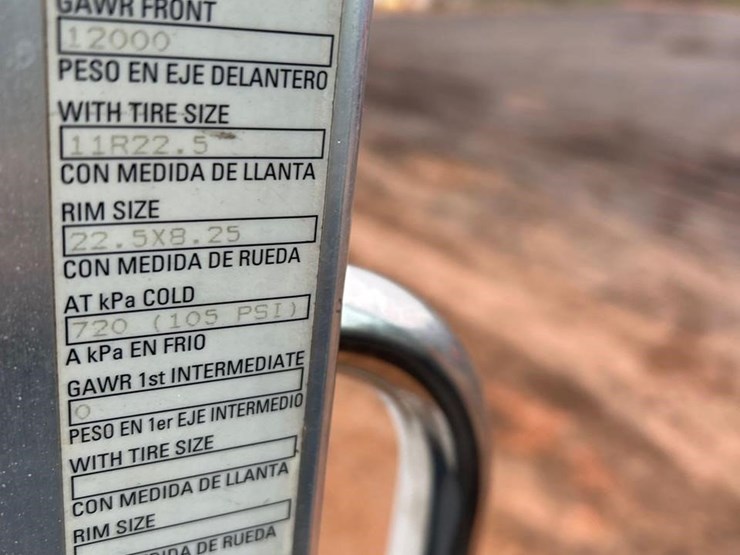 GAWR FRONT
12000
PESO EN EJE DELANTERO
WITH TIRE SIZE
11R22.5
CON MEDIDA DE LLANTA
RIM SIZE
22.5X8.25
CON MEDIDA DE RUEDA
AT kPa COLD
720 (105 PSI)
A kPa EN FRIO
GAWR 1st INTERMEDIATE
0
PESO EN 1er EJE INTERMEDIO
WITH TIRE SIZE
CON MEDIDA DE LLANTA
RIM SIZE
DE RUEDA